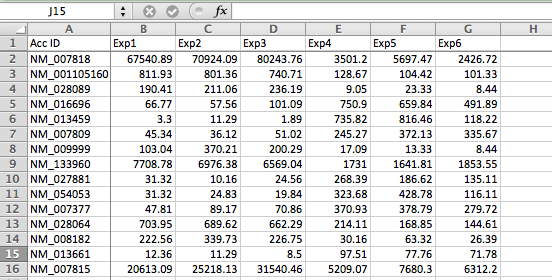 J15 fx
A B C D E F G H
1 Acc ID Exp1 Exp2 Exp3 Exp4 Exp5 Exp6
2 NM_007818 67540.89 70924.09 80243.76 3501.2 5697.47 2426.72
3 NM_001105160 811.93 801.36 740.71 128.67 104.42 101.33
4 NM_028089 190.41 211.06 236.19 9.05 23.33 8.44
5 NM_016696 66.77 57.56 101.09 750.9 659.84 491.89
6 NM_013459 3.3 11.29 1.89 735.82 816.46 118.22
7 NM_007809 45.34 36.12 51.02 245.27 372.13 335.67
8 NM_009999 103.04 370.21 200.29 17.09 13.33 8.44
9 NM_133960 7708.78 6976.38 6569.04 1731 1641.81 1853.55
10 NM_027881 31.32 10.16 24.56 268.39 186.62 135.11
11 NM_054053 31.32 24.83 19.84 323.68 428.78 116.11
12 NM_007377 47.81 89.17 70.86 370.93 378.79 279.72
13 NM_028064 703.95 689.62 662.29 214.11 168.85 144.61
14 NM_008182 222.56 339.73 226.75 30.16 63.32 26.39
15 NM_013661 12.36 11.29 8.5 97.51 77.76 71.78
16 NM_007815 20613.09 25218.13 31540.46 5209.07 7680.3 6312.2